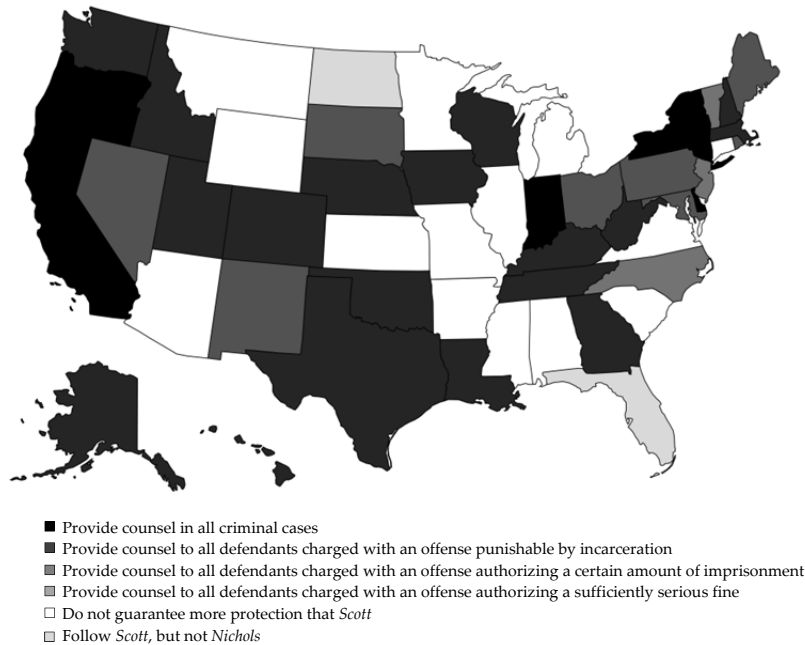 Provide counsel in all criminal cases
Provide counsel to all defendants charged with an offense punishable by incarceration
Provide counsel to all defendants charged with an offense authorizing a certain amount of imprisonment
Provide counsel to all defendants charged with an offense authorizing a sufficiently serious fine
Do not guarantee more protection that Scott
Follow Scott, but not Nichols